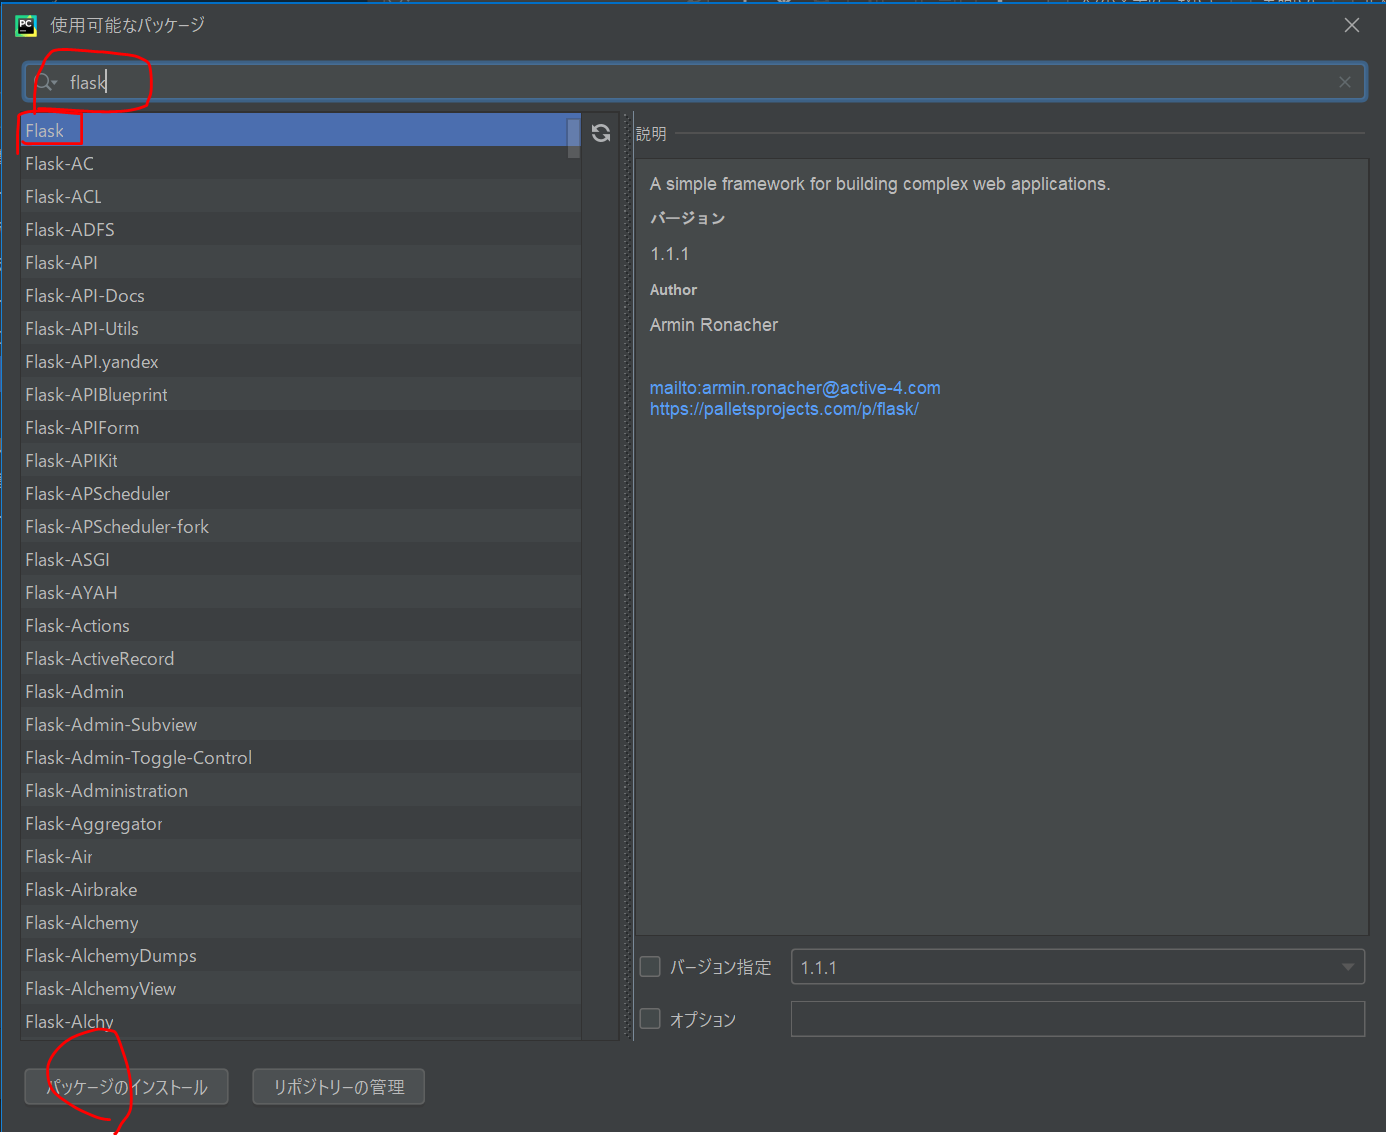 PC
使用可能なパッケージ
flask
Flask
Flask-AC
Flask-ACL
Flask-ADFS
Flask-API
Flask-API-Docs
Flask-API-Utils
Flask-API.yandex
Flask-APIBlueprint
Flask-APIForm
Flask-APIKit
Flask-APScheduler
Flask-APScheduler-fork
Flask-ASGI
Flask-AYAH
Flask-Actions
Flask-ActiveRecord
Flask-Admin
Flask-Admin-Subview
Flask-Admin-Toggle-Control
Flask-Administration
Flask-Aggregator
Flask-Air
Flask-Airbrake
Flask-Alchemy
Flask-AlchemyDumps
Flask-AlchemyView
Flask-Alchy
説明
A simple framework for building complex web applications.
バージョン
1.1.1
Author
Armin Ronacher
mailto:armin.ronacher@active-4.com
https://palletsprojects.com/p/flask/
バージョン指定
1.1.1
オプション
パッケージのインストール
リポジトリーの管理